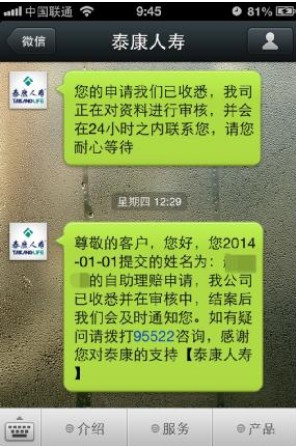 中国联通 9:45 81%
微信 泰康人寿
您的申请我们已收悉，我司
正在对资料进行审核，并会
在24小时之内联系您，请您
耐心等待
泰康人寿
TAIKANGLIFE
星期四 12:29
尊敬的客户，您好，您2014
-01-01提交的姓名为：
的自助理赔申请，我公司
已收悉并在审核中，结案后
我们会及时通知您。如有疑
问请拨打95522咨询，感谢
您对泰康的支持【泰康人寿
】
泰康人寿
TAIKANGLIFE
介绍 服务 产品